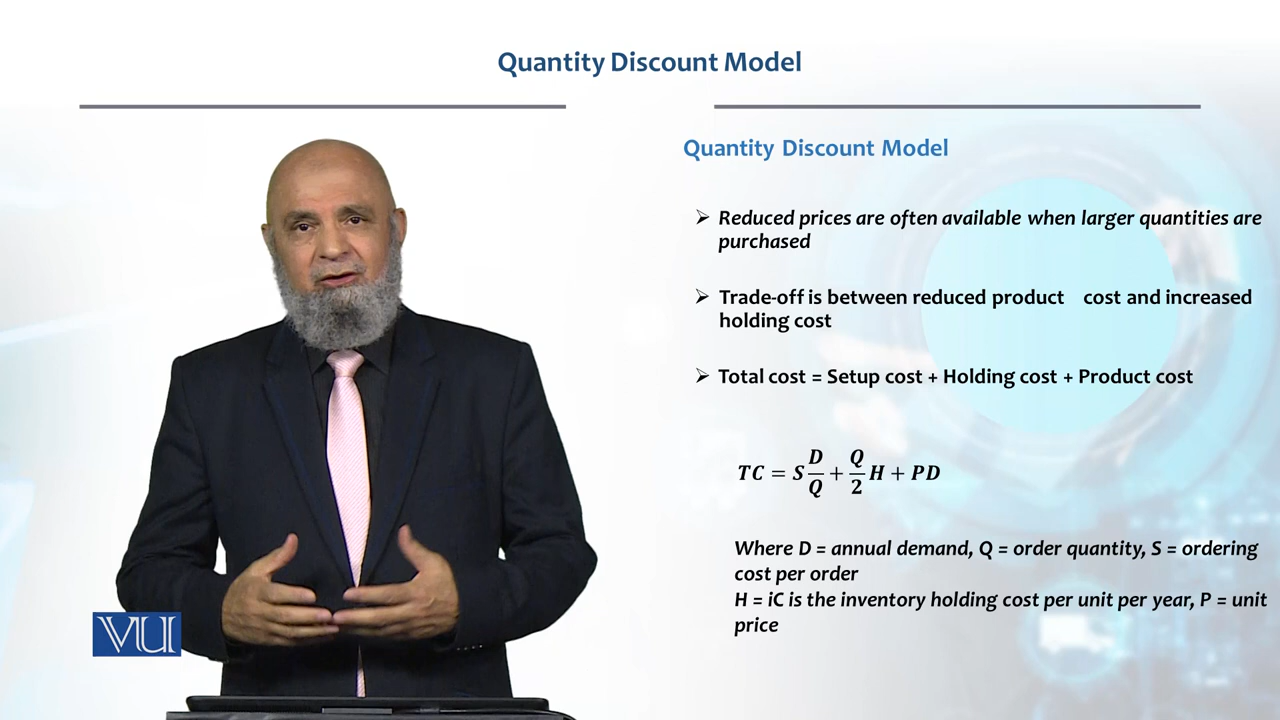 Quantity Discount Model
Quantity Discount Model
➢ Reduced prices are often available when larger quantities are
purchased
➢ Trade-off is between reduced product cost and increased
holding cost
➢ Total cost = Setup cost + Holding cost + Product cost
TC = S D/Q + Q/2 H + PD
Where D = annual demand, Q = order quantity, S = ordering
cost per order
H = iC is the inventory holding cost per unit per year, P = unit
price
VU